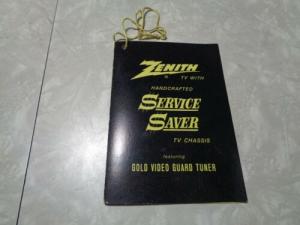 ZENITH
TV WITH
HANDCRAFTED
SERVICE
SAVER
TV CHASSIS
featuring
GOLD VIDEO GUARD TUNER